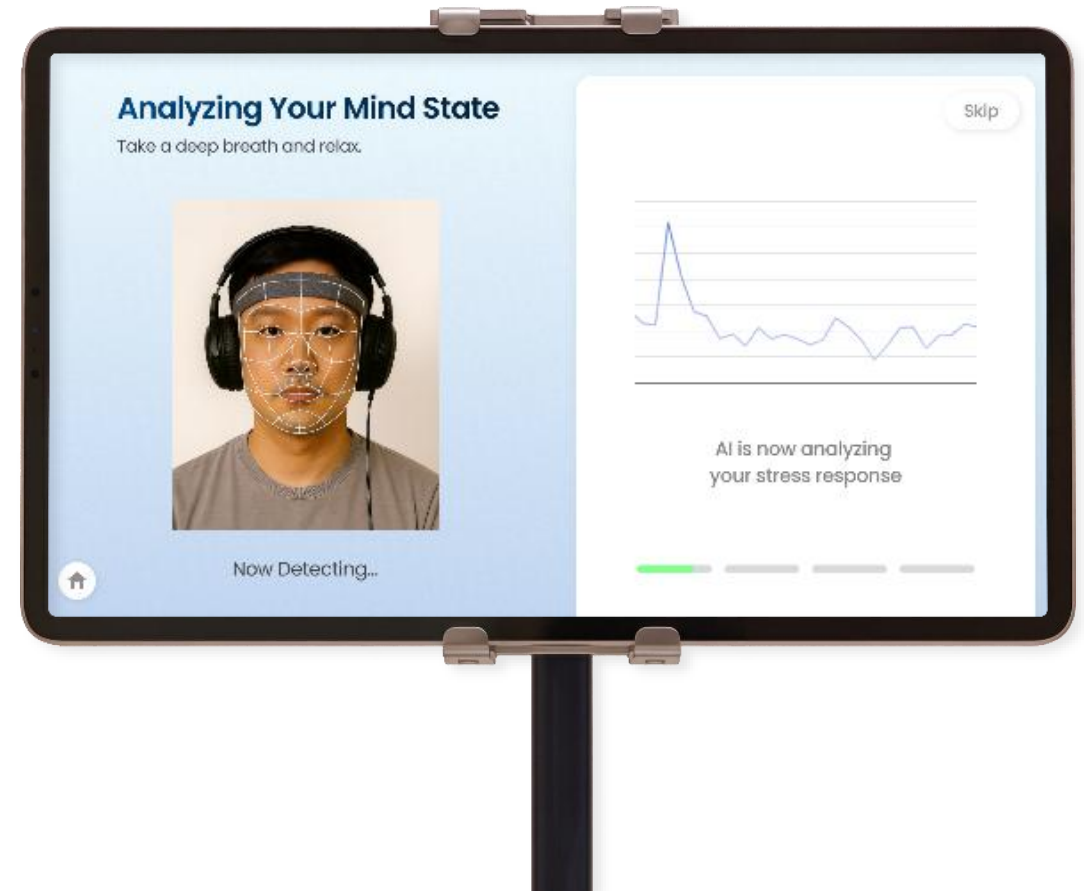 Analyzing Your Mind State
Take a deep breath and relax.
Now Detecting...
Skip
AI is now analyzing
your stress response